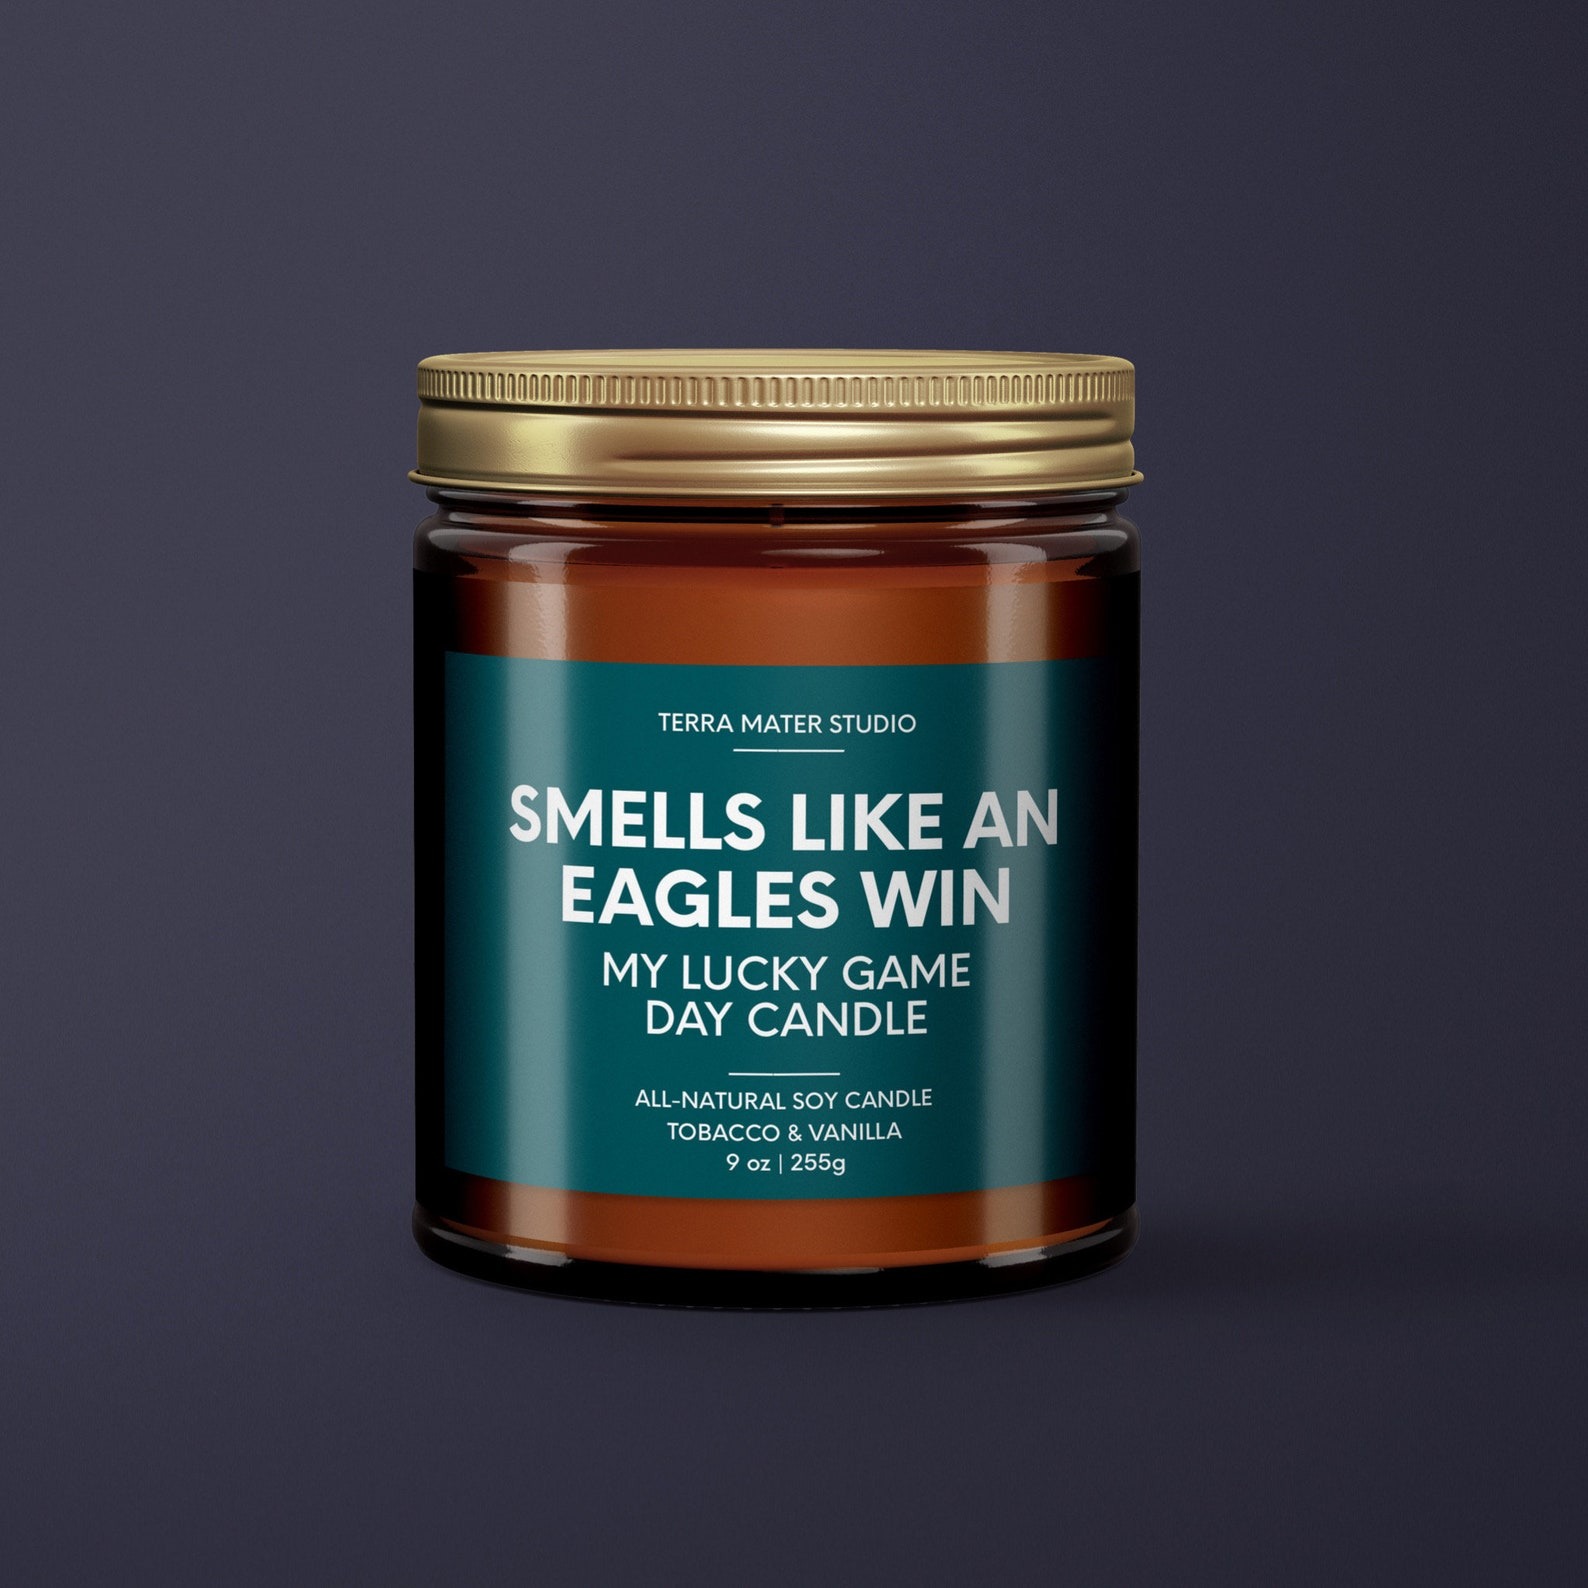 TERRA MATER STUDIO
SMELLS LIKE AN
EAGLES WIN
MY LUCKY GAME
DAY CANDLE
ALL-NATURAL SOY CANDLE
TOBACCO & VANILLA
9 oz | 255g